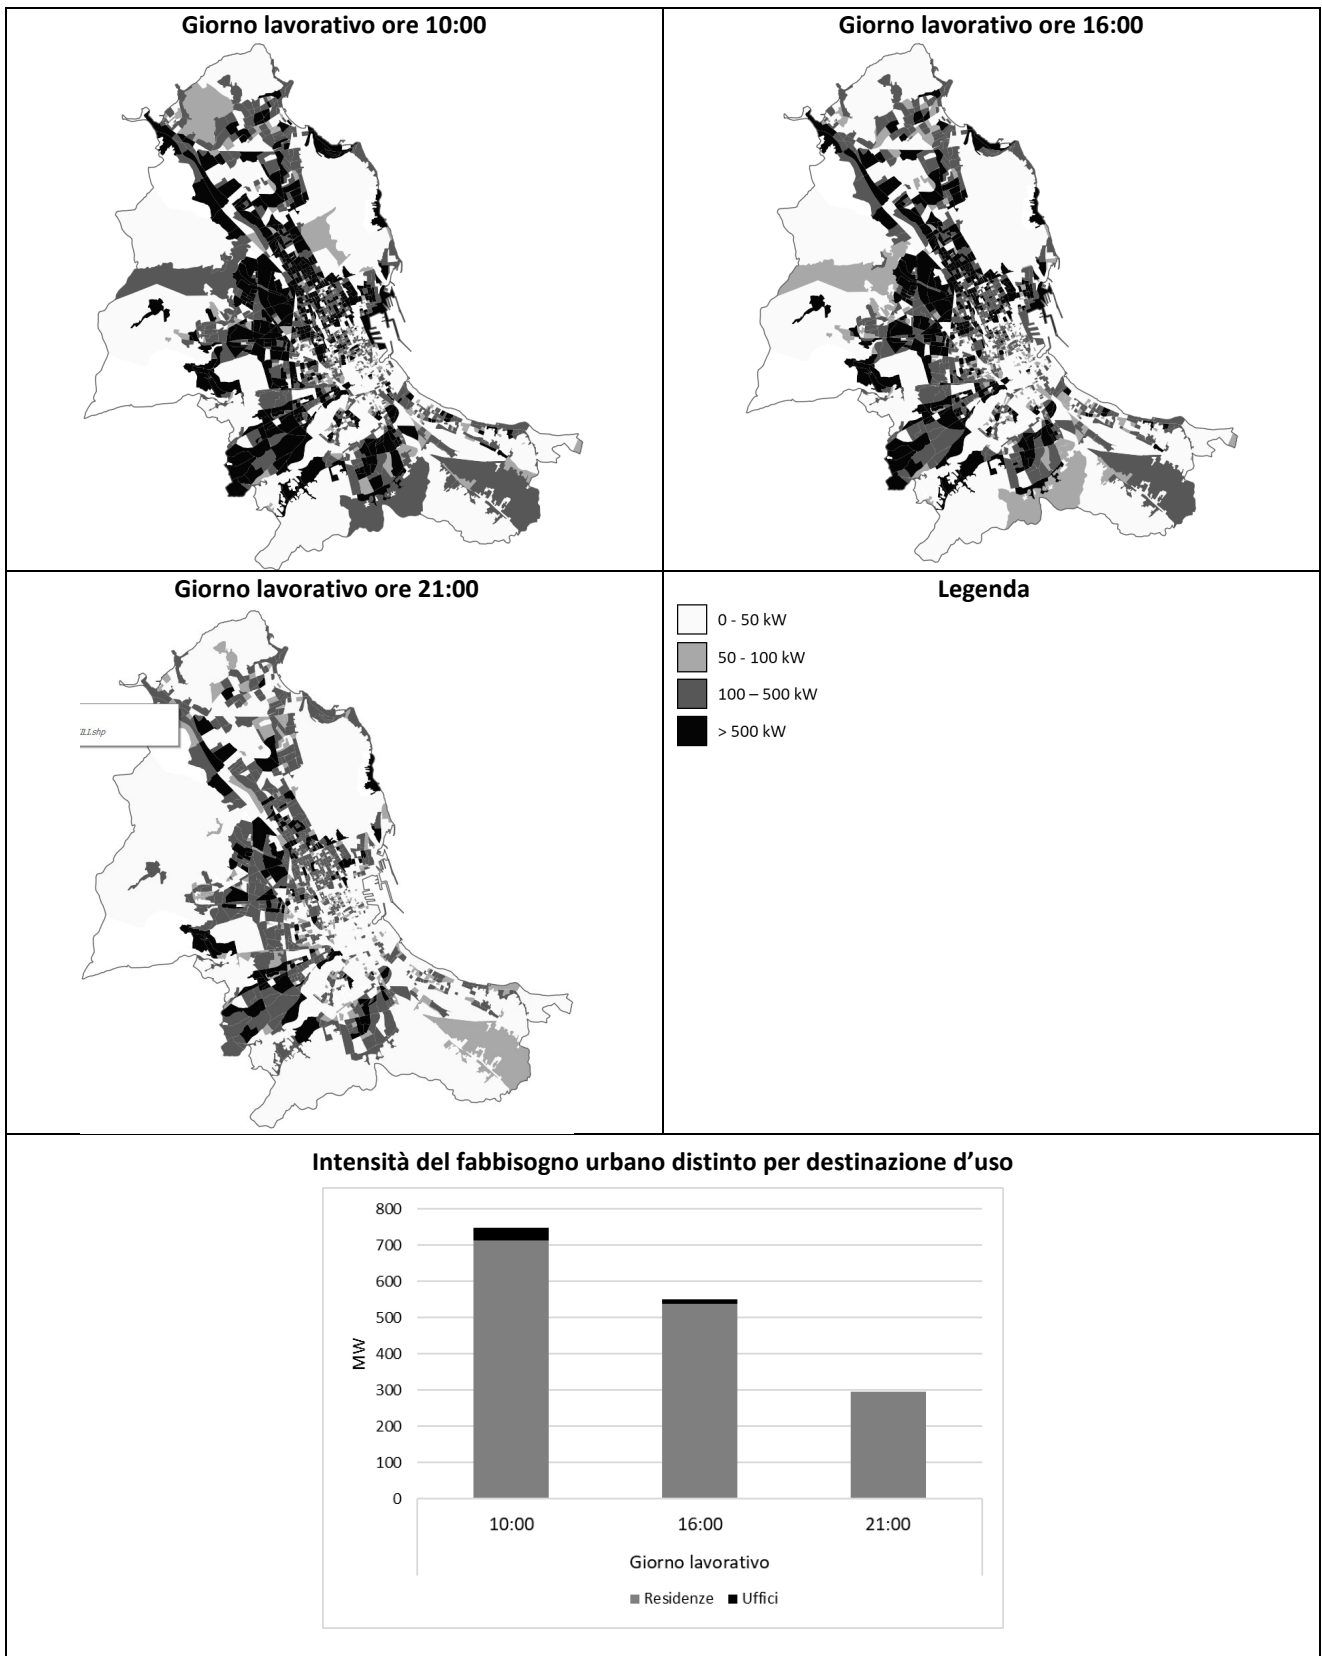 Giorno lavorativo ore 10:00
Giorno lavorativo ore 16:00
Giorno lavorativo ore 21:00
Legenda
0 - 50 kW
50 - 100 kW
100 – 500 kW
> 500 kW
Intensità del fabbisogno urbano distinto per destinazione d’uso
800
700
600
500
400
300
200
100
0
MW
10:00 16:00 21:00
Giorno lavorativo
Residenze Uffici